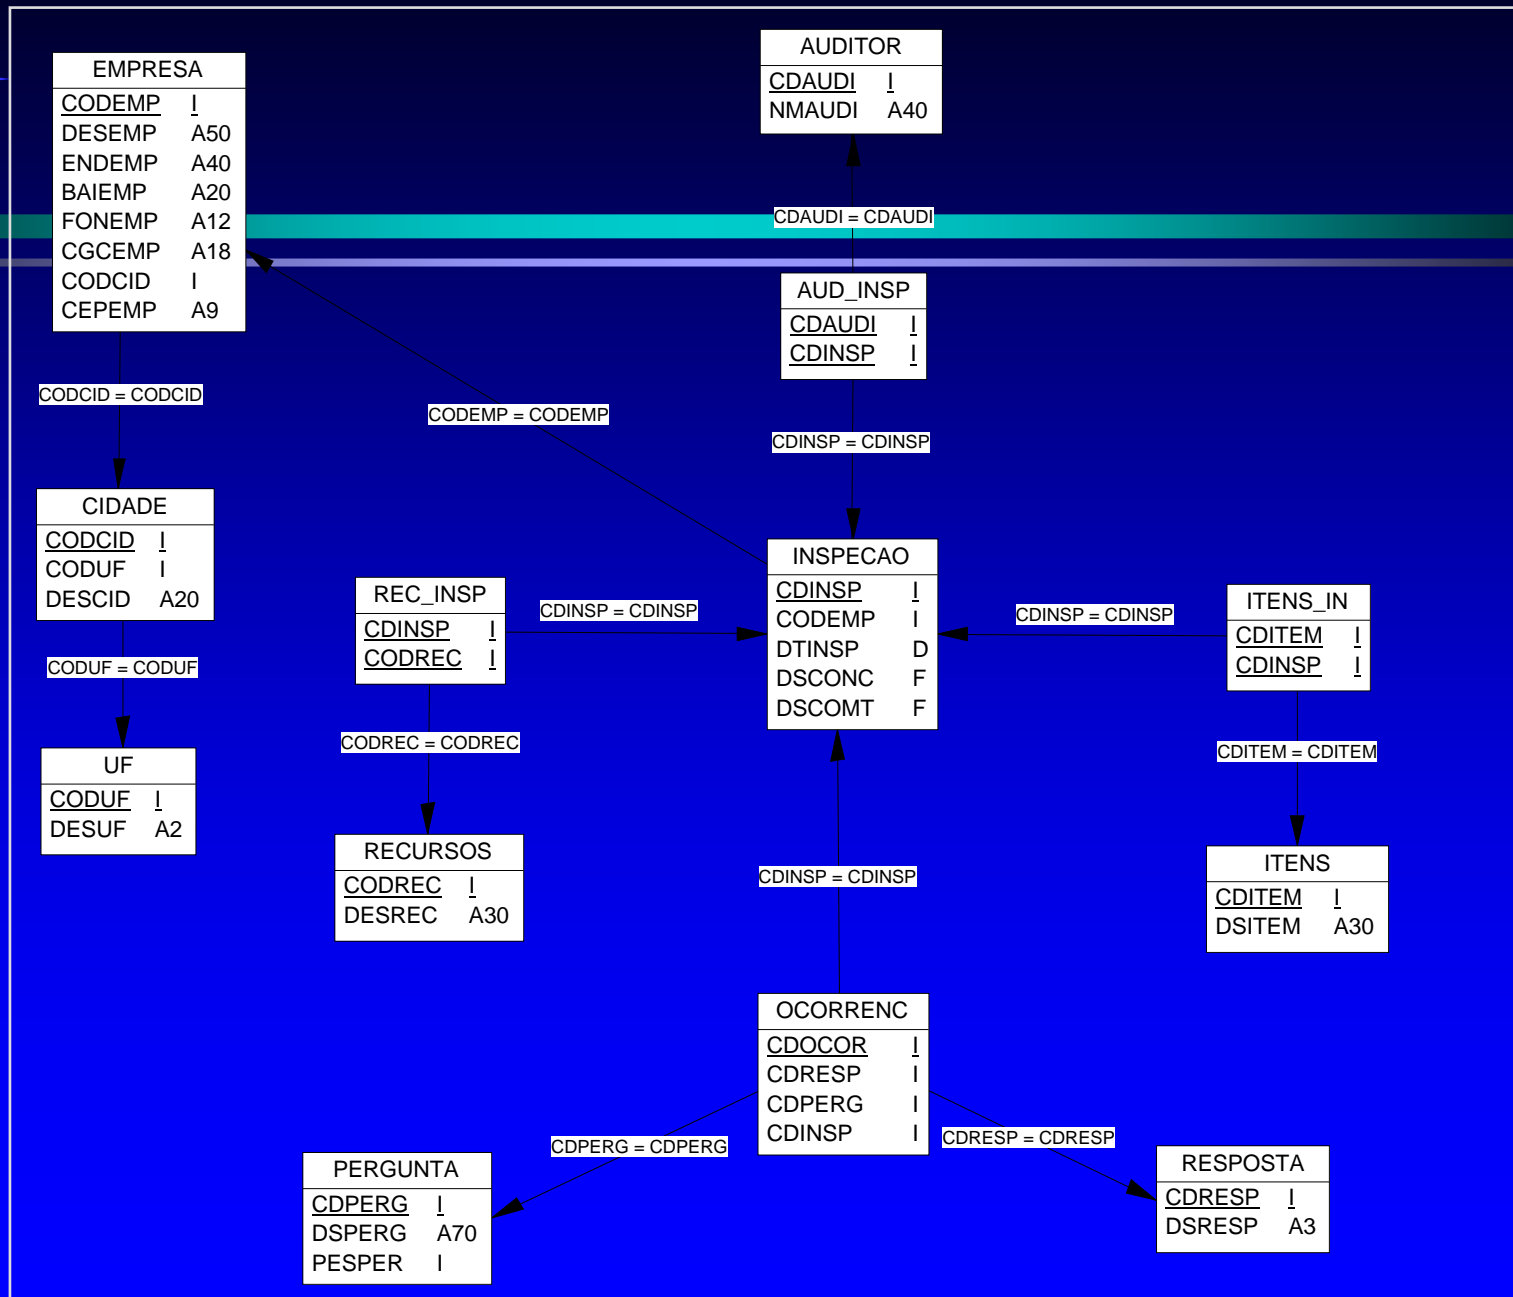 EMPRESA
CODEMP I
DESEMP A50
ENDEMP A40
BAIEMP A20
FONEMP A12
CGCEMP A18
CODCID I
CEPEMP A9
AUDITOR
CDAUDI I
NMAUDI A40
CDAUDI = CDAUDI
AUD_INSP
CDAUDI I
CDINSP I
CODCID = CODCID
CODEMP = CODEMP
CDINSP = CDINSP
CIDADE
CODCID I
CODUF I
DESCID A20
REC_INSP
CDINSP I
CODREC I
CDINSP = CDINSP
INSPECAO
CDINSP I
CODEMP I
DTINSP D
DSCONC F
DSCOMT F
CDINSP = CDINSP
ITENS_IN
CDITEM I
CDINSP I
CODUF = CODUF
CODREC = CODREC
CDITEM = CDITEM
UF
CODUF I
DESUF A2
RECURSOS
CODREC I
DESREC A30
CDINSP = CDINSP
ITENS
CDITEM I
DSITEM A30
OCORRENC
CDOCOR I
CDRESP I
CDPERG I
CDINSP I
CDPERG = CDPERG
CDRESP = CDRESP
PERGUNTA
CDPERG I
DSPERG A70
PESPER I
RESPOSTA
CDRESP I
DSRESP A3